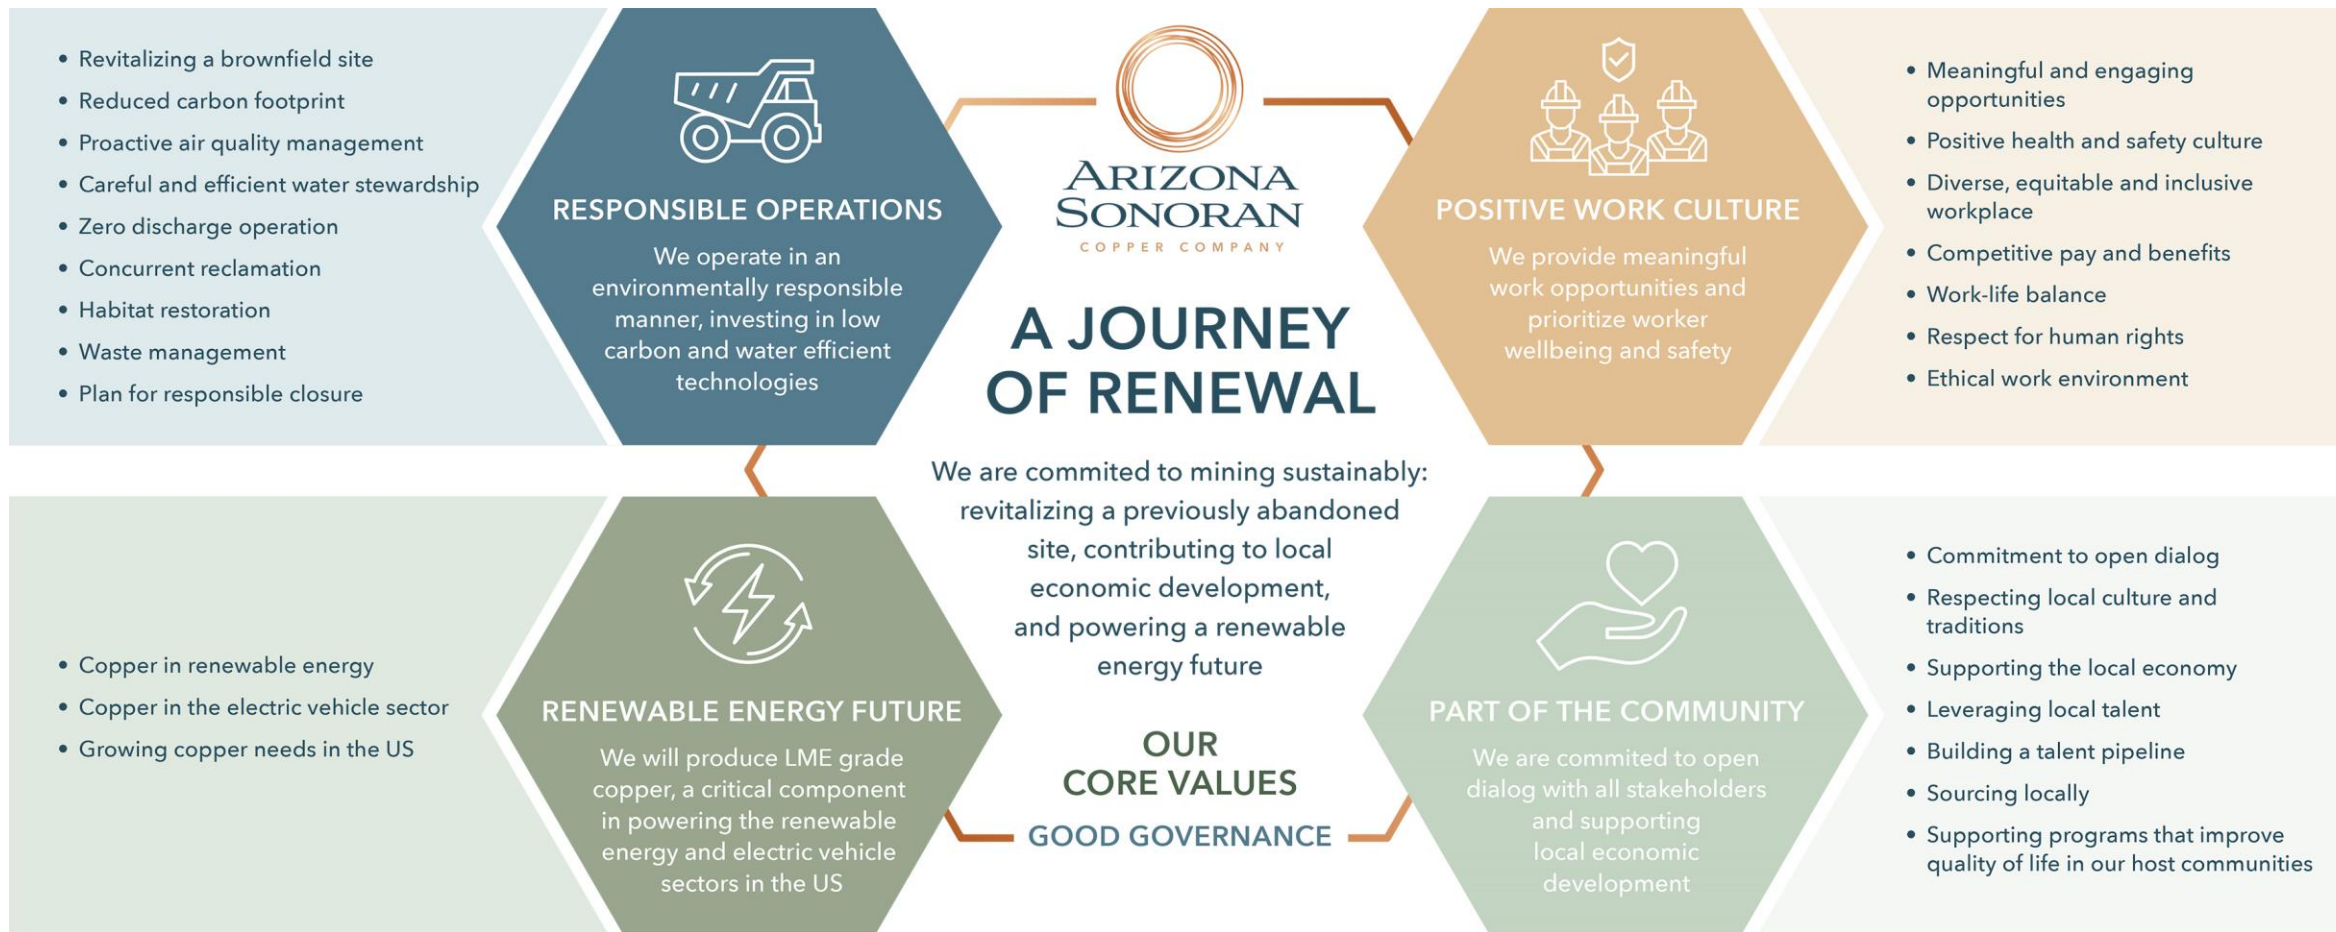 • Revitalizing a brownfield site
• Reduced carbon footprint
• Proactive air quality management
• Careful and efficient water stewardship
• Zero discharge operation
• Concurrent reclamation
• Habitat restoration
• Waste management
• Plan for responsible closure
RESPONSIBLE OPERATIONS
We operate in an
environmentally responsible
manner, investing in low
carbon and water efficient
technologies
ARIZONA
SONORAN
COPPER COMPANY
A JOURNEY
OF RENEWAL
We are commited to mining sustainably:
revitalizing a previously abandoned
site, contributing to local
economic development,
and powering a renewable
energy future
OUR
CORE VALUES
GOOD GOVERNANCE
POSITIVE WORK CULTURE
We provide meaningful
work opportunities and
prioritize worker
wellbeing and safety
• Meaningful and engaging
opportunities
• Positive health and safety culture
• Diverse, equitable and inclusive
workplace
• Competitive pay and benefits
• Work-life balance
• Respect for human rights
• Ethical work environment
• Copper in renewable energy
• Copper in the electric vehicle sector
• Growing copper needs in the US
RENEWABLE ENERGY FUTURE
We will produce LME grade
copper, a critical component
in powering the renewable
energy and electric vehicle
sectors in the US
PART OF THE COMMUNITY
We are commited to open
dialog with all stakeholders
and supporting
local economic
development
• Commitment to open dialog
• Respecting local culture and
traditions
• Supporting the local economy
• Leveraging local talent
• Building a talent pipeline
• Sourcing locally
• Supporting programs that improve
quality of life in our host communities